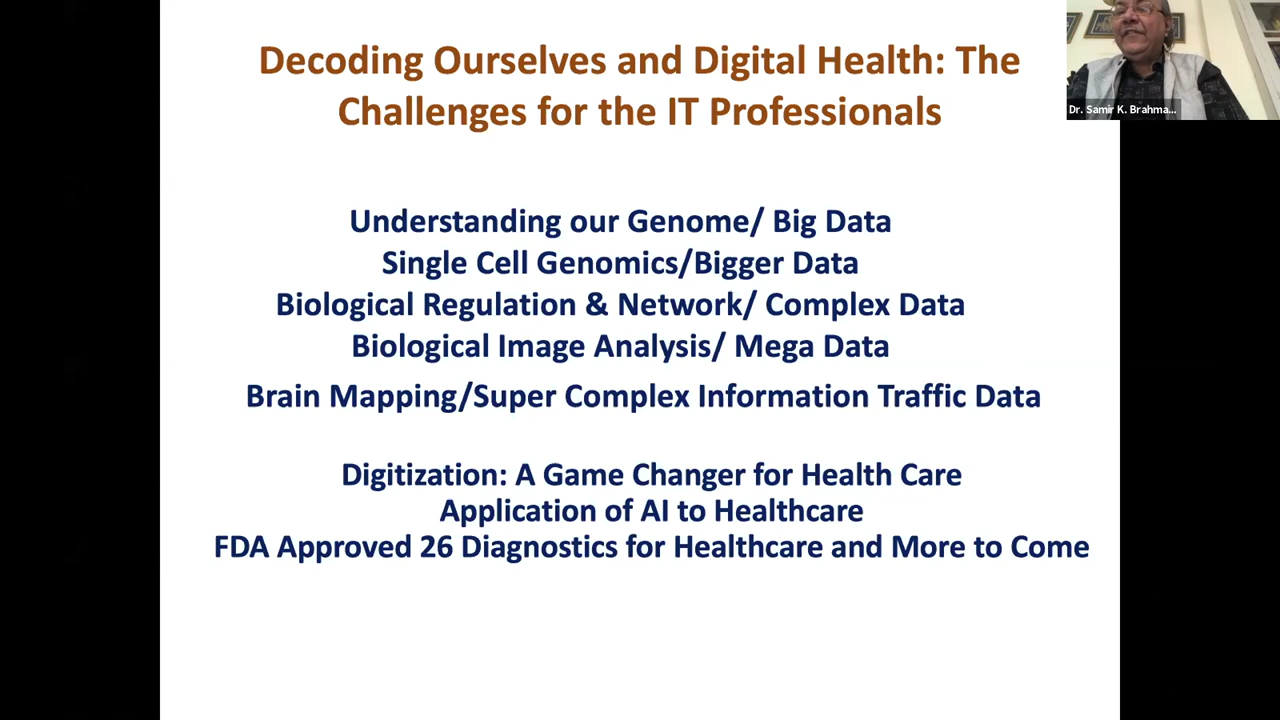 Decoding Ourselves and Digital Health: The
Challenges for the IT Professionals
Dr. Samir K. Brahma...
Understanding our Genome/ Big Data
Single Cell Genomics/Bigger Data
Biological Regulation & Network/ Complex Data
Biological Image Analysis/ Mega Data
Brain Mapping/Super Complex Information Traffic Data
Digitization: A Game Changer for Health Care
Application of AI to Healthcare
FDA Approved 26 Diagnostics for Healthcare and More to Come